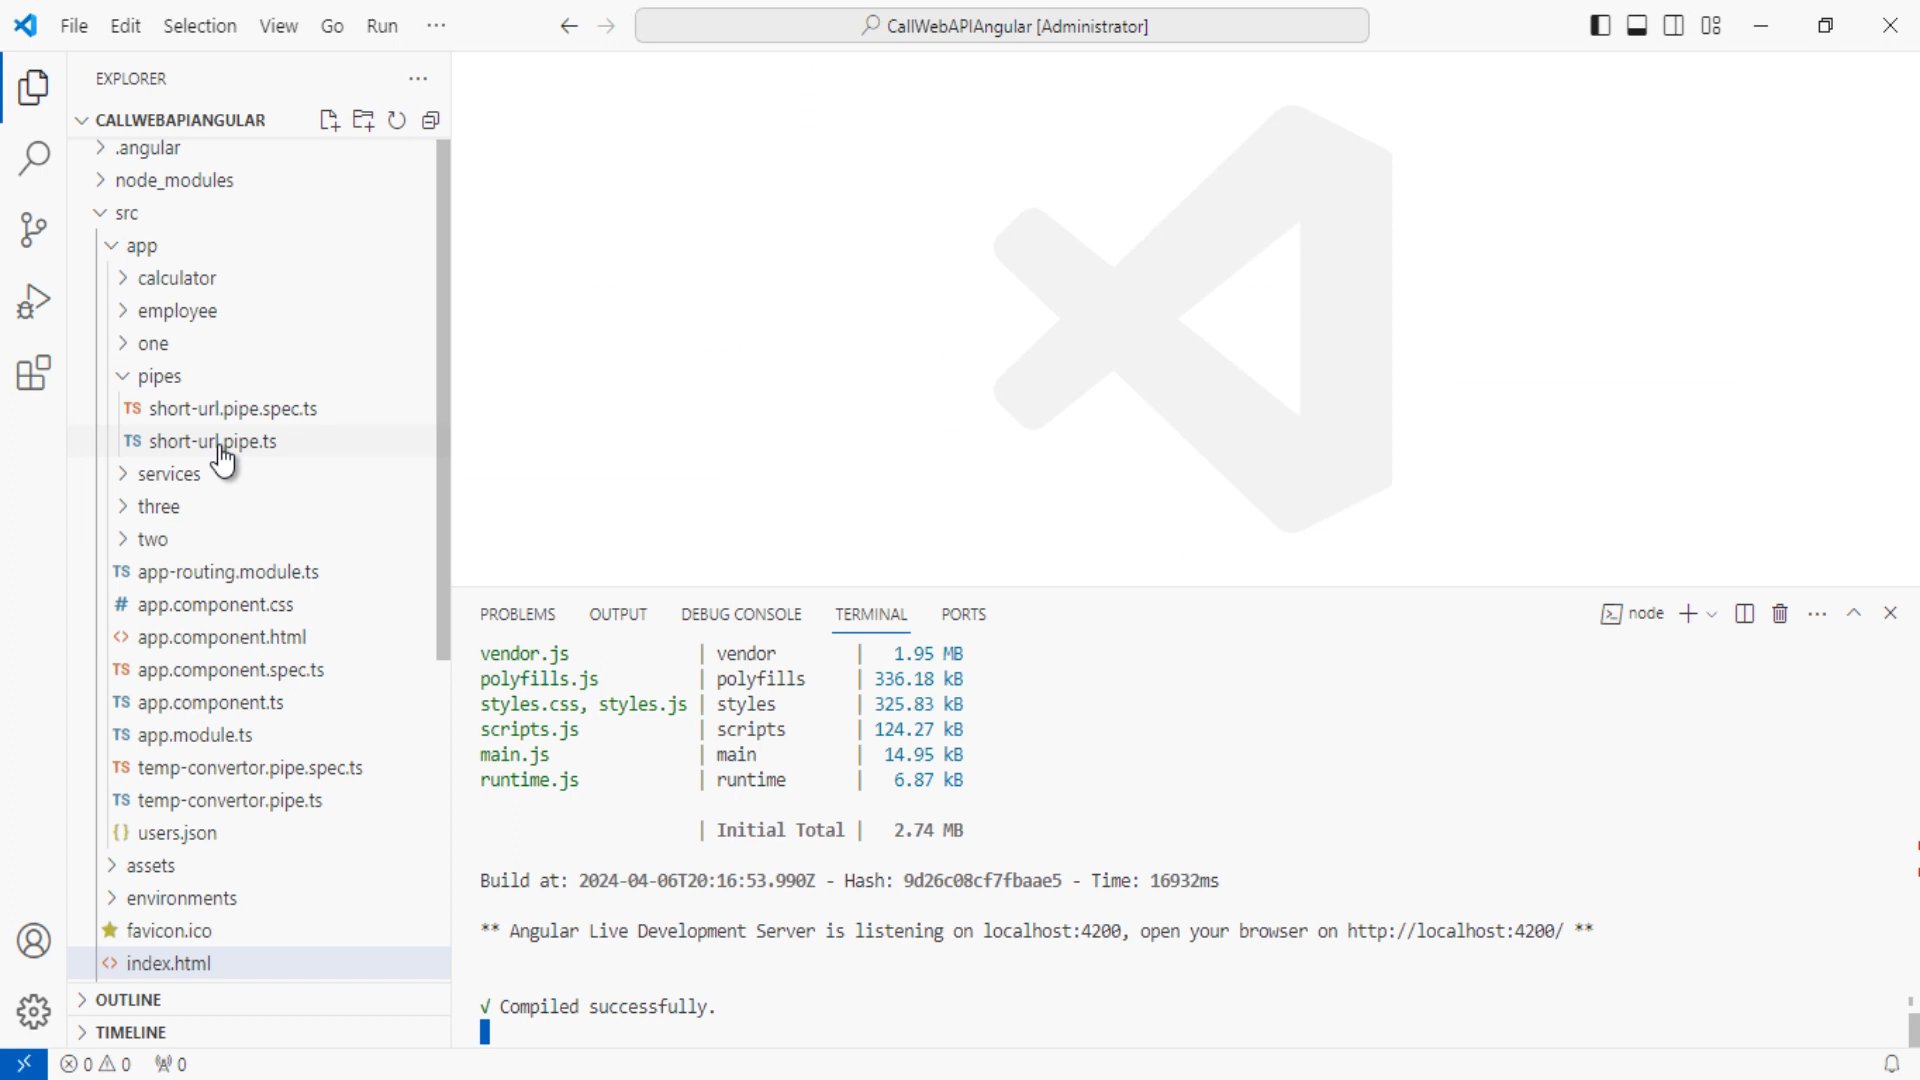 File Edit Selection View Go Run ···
CallWebAPIAngular [Administrator]
EXPLORER
CALLWEBAPIANGULAR
.angular
node_modules
src
app
calculator
employee
one
pipes
TS short-url.pipe.spec.ts
TS short-url.pipe.ts
services
three
two
TS app-routing.module.ts
# app.component.css
<> app.component.html
TS app.component.spec.ts
TS app.component.ts
TS app.module.ts
TS temp-convertor.pipe.spec.ts
TS temp-convertor.pipe.ts
{} users.json
assets
environments
favicon.ico
<> index.html
OUTLINE
TIMELINE
PROBLEMS OUTPUT DEBUG CONSOLE TERMINAL PORTS
node
vendor.js | vendor | 1.95 MB
polyfills.js | polyfills | 336.18 kB
styles.css, styles.js | styles | 325.83 kB
scripts.js | scripts | 124.27 kB
main.js | main | 14.95 kB
runtime.js | runtime | 6.87 kB
| Initial Total | 2.74 MB
Build at: 2024-04-06T20:16:53.990Z - Hash: 9d26c08cf7fbaae5 - Time: 16932ms
** Angular Live Development Server is listening on localhost:4200, open your browser on http://localhost:4200/ **
√ Compiled successfully.
0 0 0